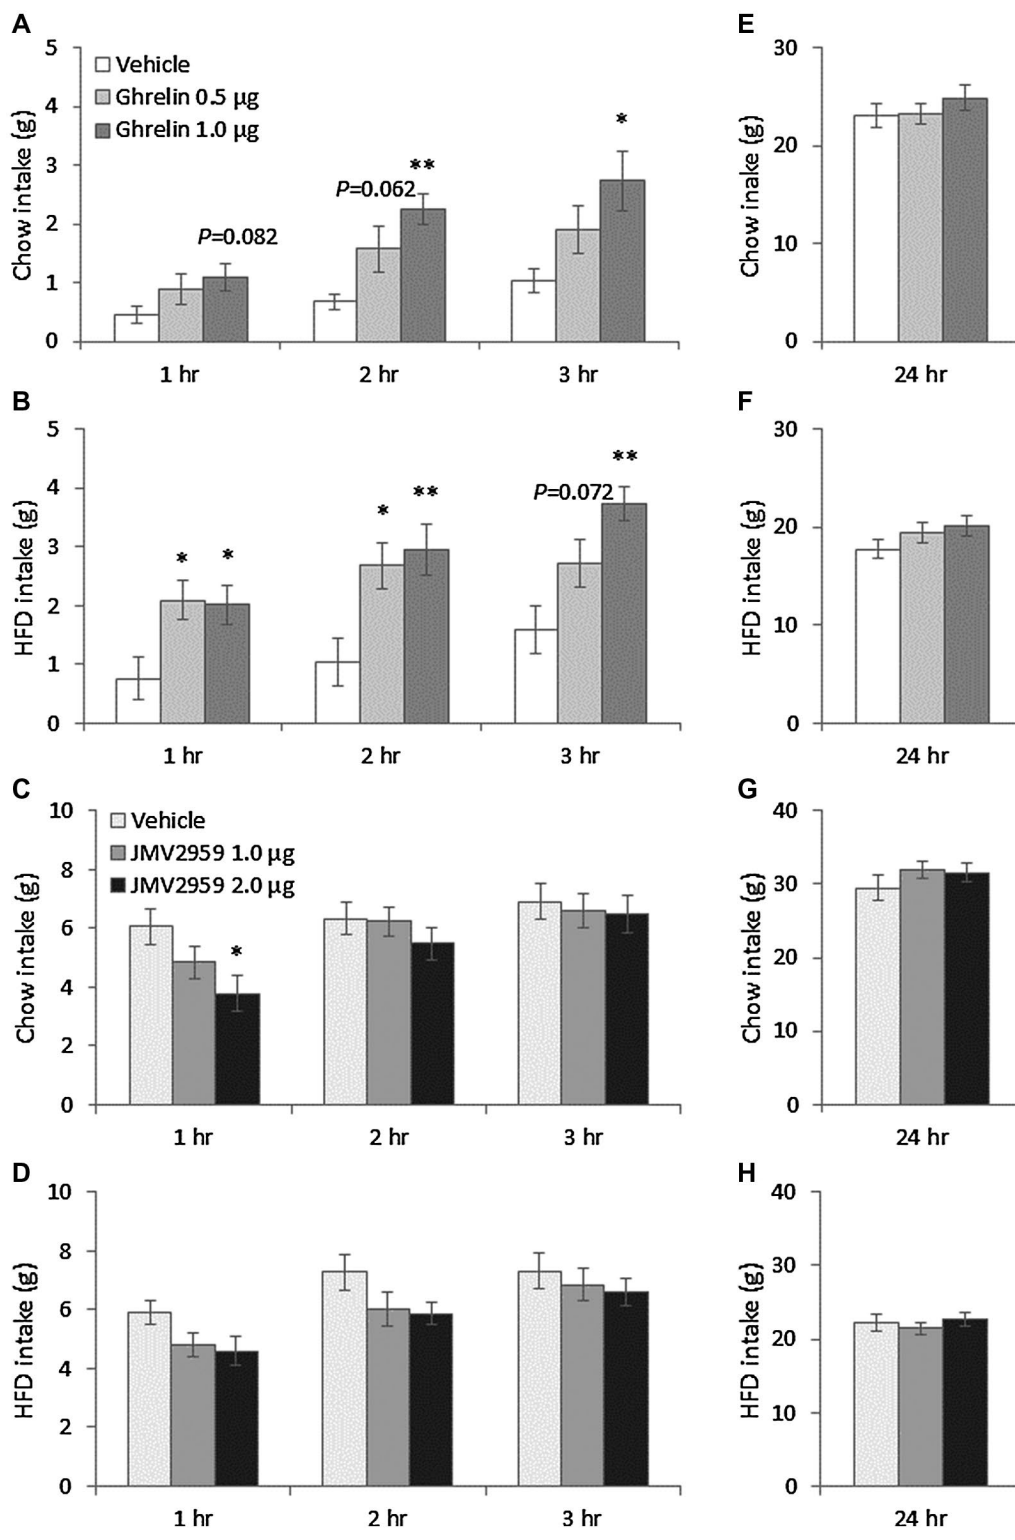 A
Chow intake (g)
5
4
3
2
1
0
Vehicle
Ghrelin 0.5 µg
Ghrelin 1.0 µg
P=0.082
P=0.062
**
*
1 hr
2 hr
3 hr
E
Chow inake (g)
30
20
10
0
24 hr
B
HFD intake (g)
5
4
3
2
1
0
*
*
*
**
P=0.072
**
1 hr
2 hr
3 hr
F
HFD intake (g)
30
20
10
0
24 hr
C
Chow intake (g)
10
8
6
4
2
0
Vehicle
JMV2959 1.0 µg
JMV2959 2.0 µg
*
1 hr
2 hr
3 hr
G
Chow intake (g)
40
30
20
10
0
24 hr
D
HFD intake (g)
10
8
6
4
2
0
1 hr
2 hr
3 hr
H
HFD intake (g)
40
30
20
10
0
24 hr